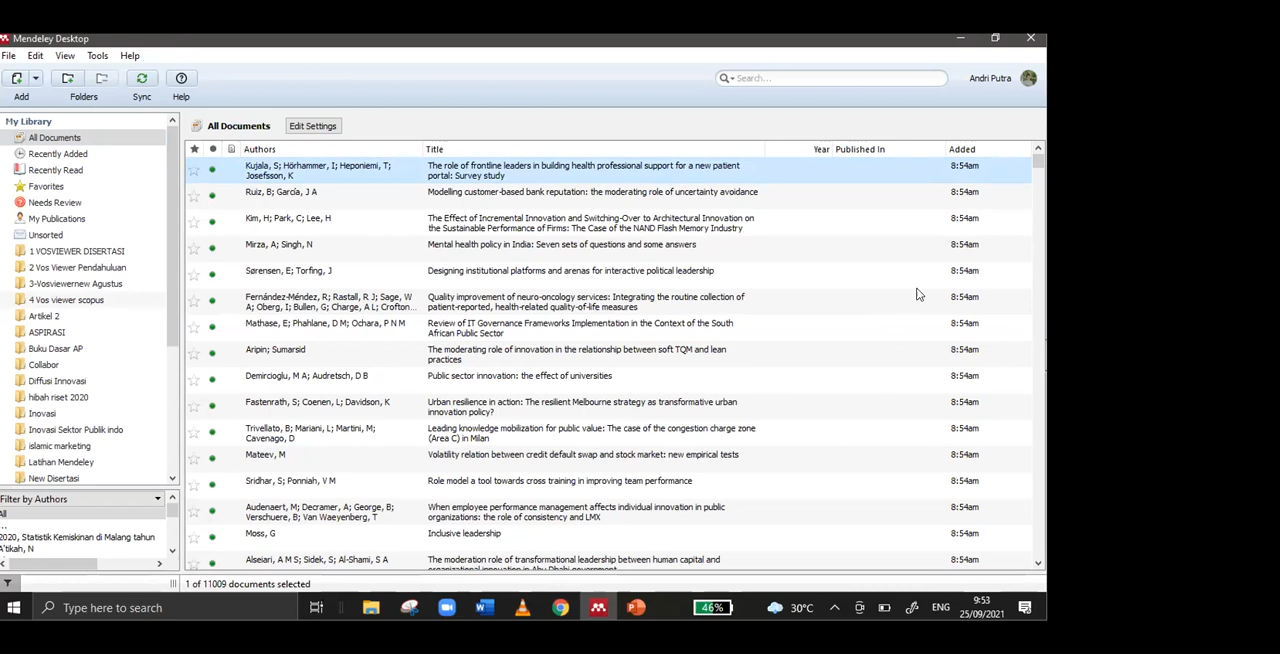 Mendeley Desktop
File Edit View Tools Help
Search...
Andri Putra
Add Folders Sync Help
My Library
All Documents
Recently Added
Recently Read
Favorites
Needs Review
My Publications
Unsorted
1 VOSVIEWER DISERTASI
2 Vos Viewer Pendahuluan
3-Vosviewernew Agustus
4 Vos viewer scopus
Artikel 2
ASPIRASI
Buku Dasar AP
Collabor
Diffusi Innovasi
hibah riset 2020
Inovasi
Inovasi Sektor Publik indo
islamic marketing
Latihan Mendeley
New Disertasi
Filter by Authors
All
...
2020, Statistik Kemiskinan di Malang tahun
A'tikah, N
All Documents Edit Settings
Authors Title Year Published In Added
Kujala, S; Hörhammer, I; Heponiemi, T;
Josefsson, K
The role of frontline leaders in building health professional support for a new patient
portal: Survey study
8:54am
Ruiz, B; García, J A
Modelling customer-based bank reputation: the moderating role of uncertainty avoidance
8:54am
Kim, H; Park, C; Lee, H
The Effect of Incremental Innovation and Switching-Over to Architectural Innovation on
the Sustainable Performance of Firms: The Case of the NAND Flash Memory Industry
8:54am
Mirza, A; Singh, N
Mental health policy in India: Seven sets of questions and some answers
8:54am
Sørensen, E; Torfing, J
Designing institutional platforms and arenas for interactive political leadership
8:54am
Fernández-Méndez, R; Rastall, R J; Sage, W
A; Oberg, I; Bullen, G; Charge, A L; Crofton...
Quality improvement of neuro-oncology services: Integrating the routine collection of
patient-reported, health-related quality-of-life measures
8:54am
Mathase, E; Phahlane, D M; Ochara, P N M
Review of IT Governance Frameworks Implementation in the Context of the South
African Public Sector
8:54am
Aripin; Sumarsid
The moderating role of innovation in the relationship between soft TQM and lean
practices
8:54am
Demircioglu, M A; Audretsch, D B
Public sector innovation: the effect of universities
8:54am
Fastenrath, S; Coenen, L; Davidson, K
Urban resilience in action: The resilient Melbourne strategy as transformative urban
innovation policy?
8:54am
Trivellato, B; Mariani, L; Martini, M;
Cavenago, D
Leading knowledge mobilization for public value: The case of the congestion charge zone
(Area C) in Milan
8:54am
Mateev, M
Volatility relation between credit default swap and stock market: new empirical tests
8:54am
Sridhar, S; Ponniah, V M
Role model a tool towards cross training in improving team performance
8:54am
Audenaert, M; Decramer, A; George, B;
Verschuere, B; Van Waeyenberg, T
When employee performance management affects individual innovation in public
organizations: the role of consistency and LMX
8:54am
Moss, G
Inclusive leadership
8:54am
Alseiari, A M S; Sidek, S; Al-Shami, S A
The moderation role of transformational leadership between human capital and
organizational innovation in Abu Dhabi government
8:54am
1 of 11009 documents selected
Type here to search
46%
30°C
ENG
9:53
25/09/2021